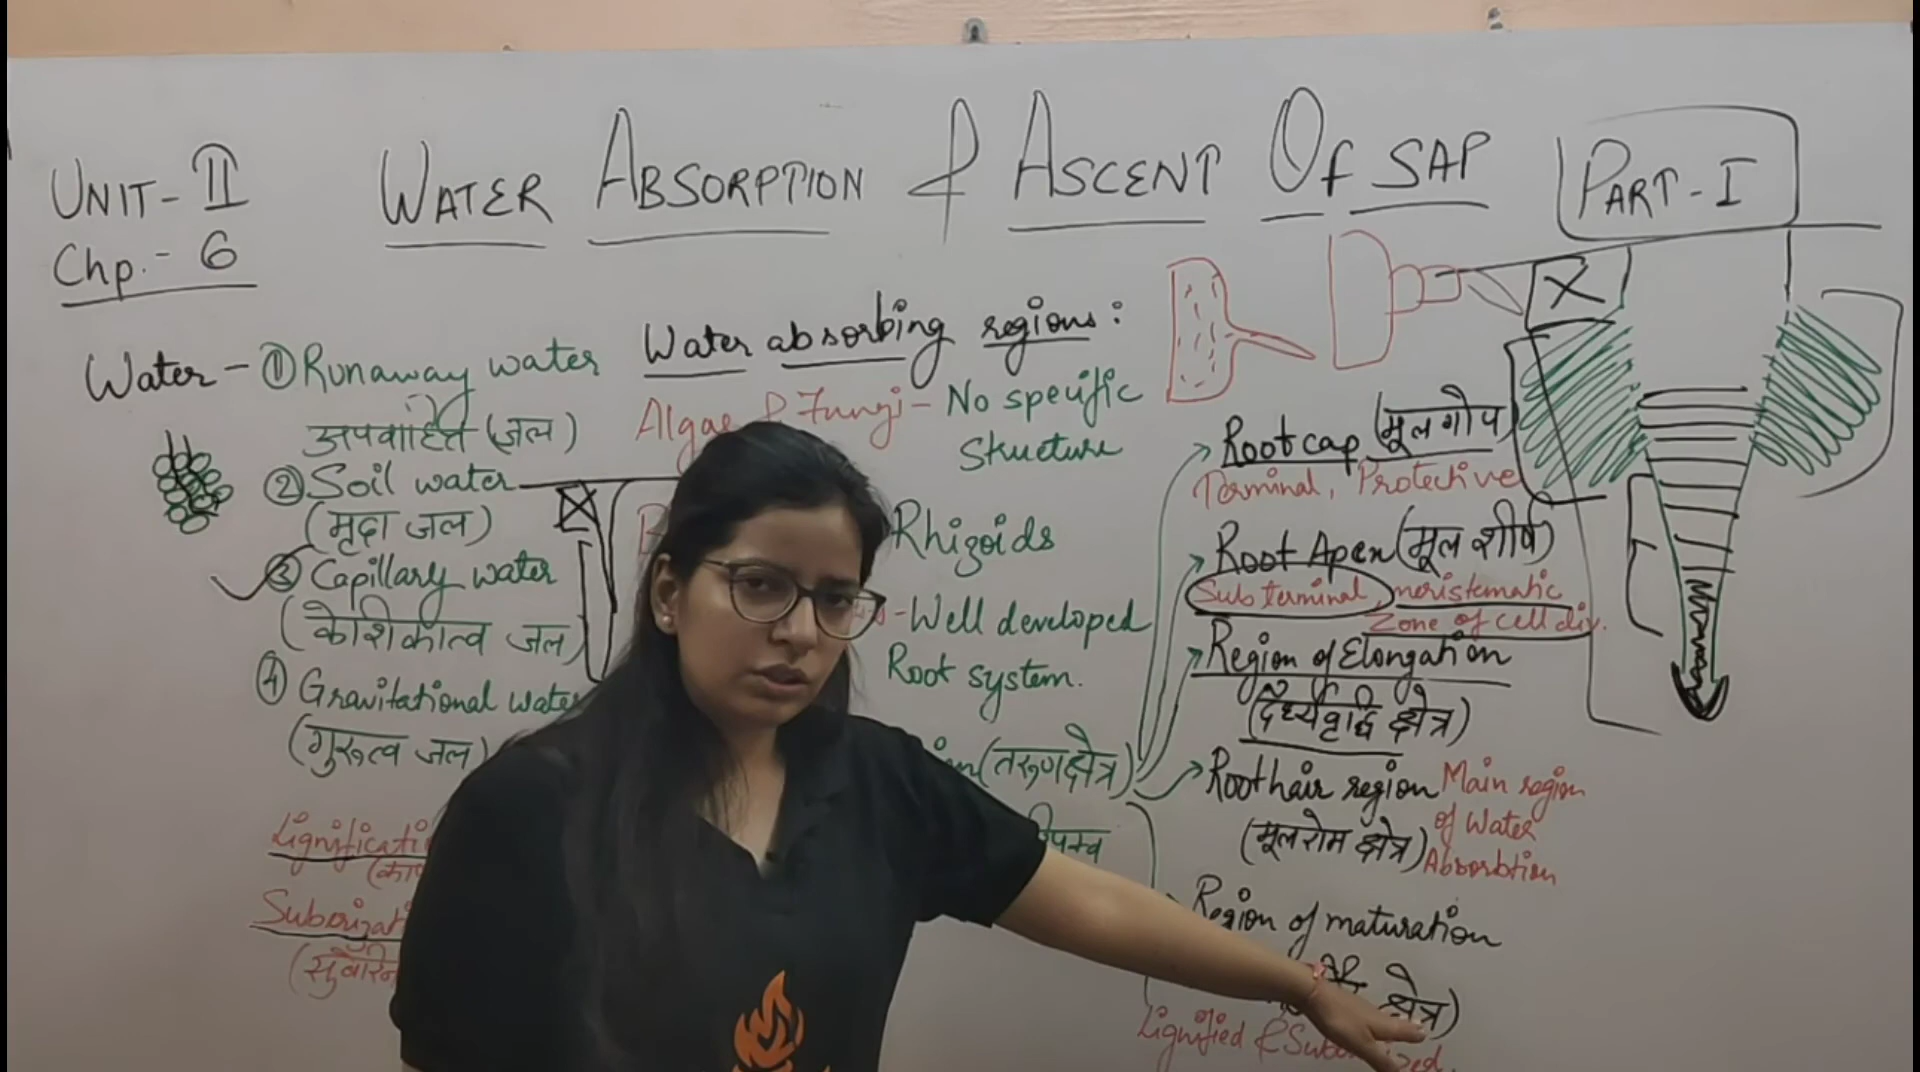 UNIT-II
Chp.- 6
WATER ABSORPTION & ASCENT Of SAP
PART-I
Water - ① Runaway water
अपवाहित (जल)
② Soil water
(मृदा जल)
③ Capillary water
(केशिकात्व जल)
④ Gravitational water
(गुरुत्व जल)
Water absorbing regions:
Algae & Fungi - No specific
Structure
Rhizoids
- Well developed
Root system.
(तरुणक्षेत्र)
Root cap (मूल गोप)
Terminal, Protective
Root Apex (मूल शीर्ष)
Sub terminal, meristematic
Zone of cell div.
Region of Elongation
(दैर्ध्यवृद्धि क्षेत्र)
Root hair region Main region
of Water
(मूलरोम क्षेत्र) Absorbtion
Region of maturation
क्षेत्र)
Lignified &